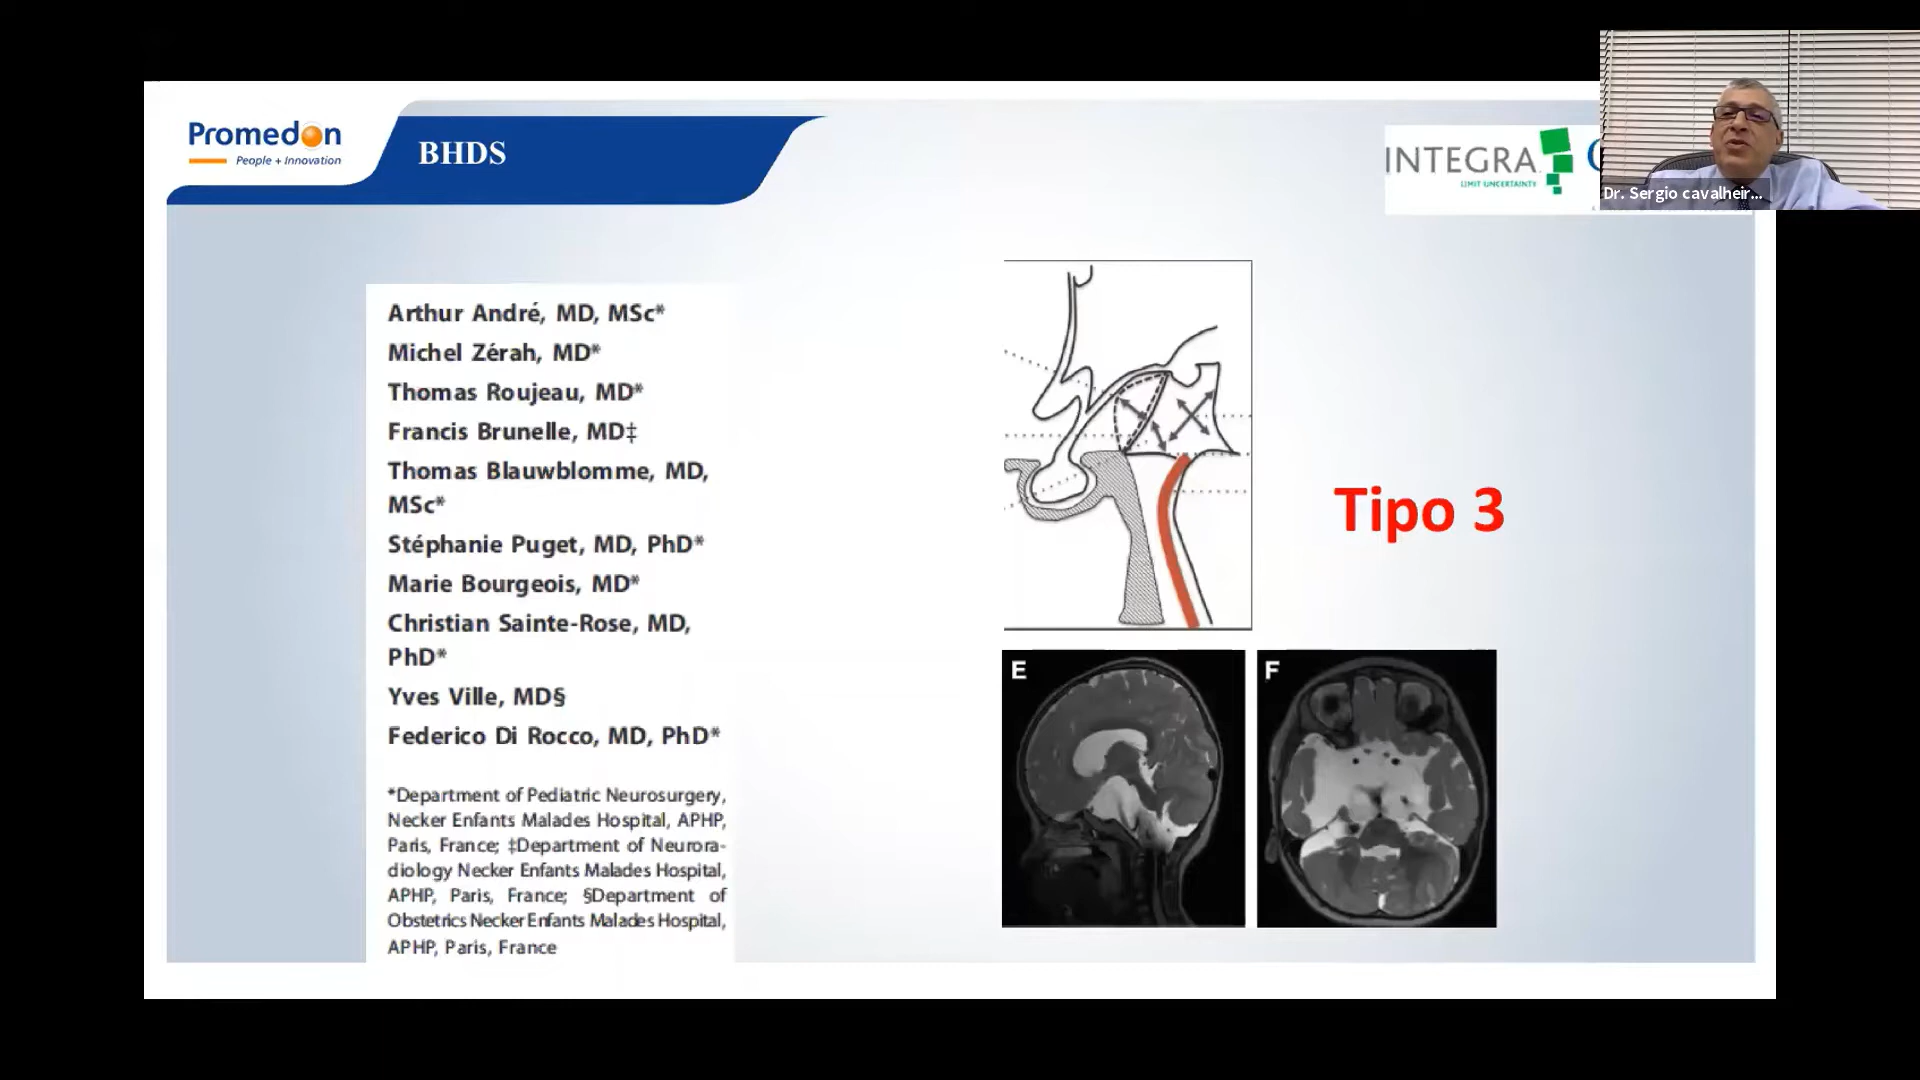 Promedon
People + Innovation
BHDS
INTEGRA
LIMIT UNCERTAINTY
Dr. Sergio cavalheir...
Arthur André, MD, MSc*
Michel Zérah, MD*
Thomas Roujeau, MD*
Francis Brunelle, MD‡
Thomas Blauwblomme, MD,
MSc*
Stéphanie Puget, MD, PhD*
Marie Bourgeois, MD*
Christian Sainte-Rose, MD,
PhD*
Yves Ville, MD§
Federico Di Rocco, MD, PhD*
*Department of Pediatric Neurosurgery,
Necker Enfants Malades Hospital, APHP,
Paris, France; ‡Department of Neurora-
diology Necker Enfants Malades Hospital,
APHP, Paris, France; §Department of
Obstetrics Necker Enfants Malades Hospital,
APHP, Paris, France
Tipo 3
E
F